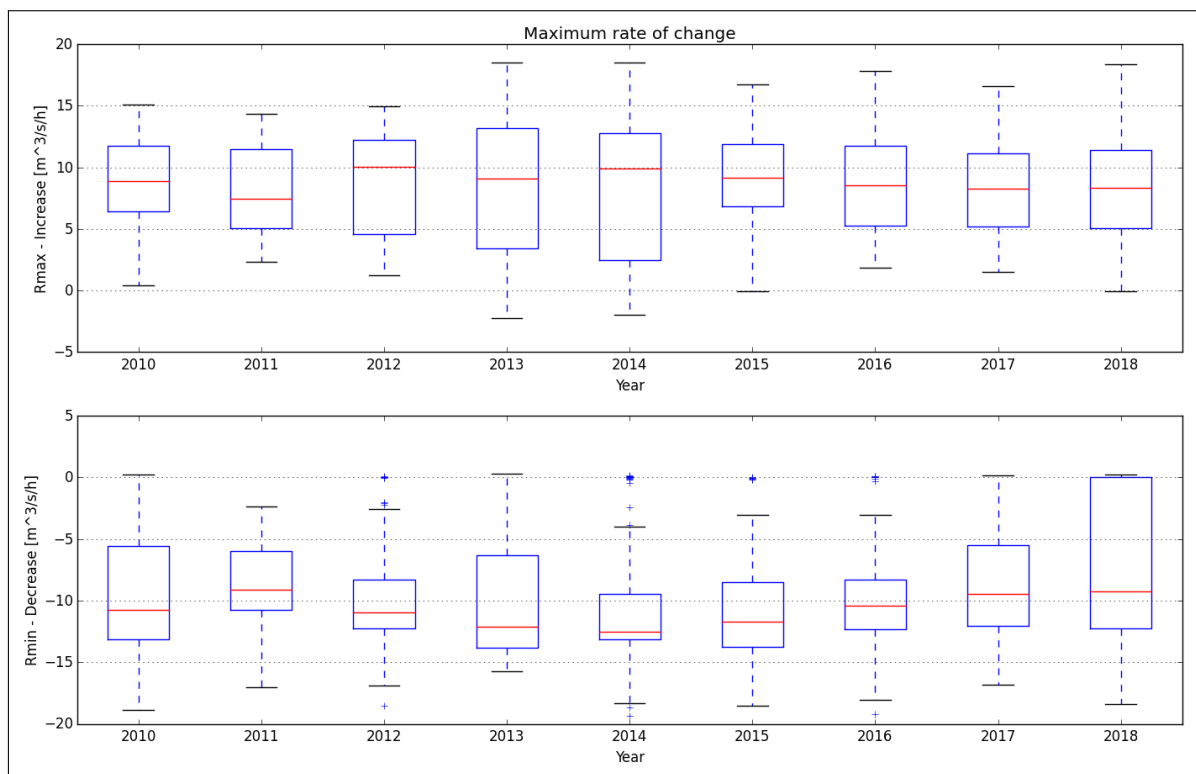 Maximum rate of change
Rmax - Increase [m^3/s/h]
20
15
10
5
0
−5
2010 2011 2012 2013 2014 2015 2016 2017 2018
Year
Rmin - Decrease [m^3/s/h]
5
0
−5
−10
−15
−20
2010 2011 2012 2013 2014 2015 2016 2017 2018
Year